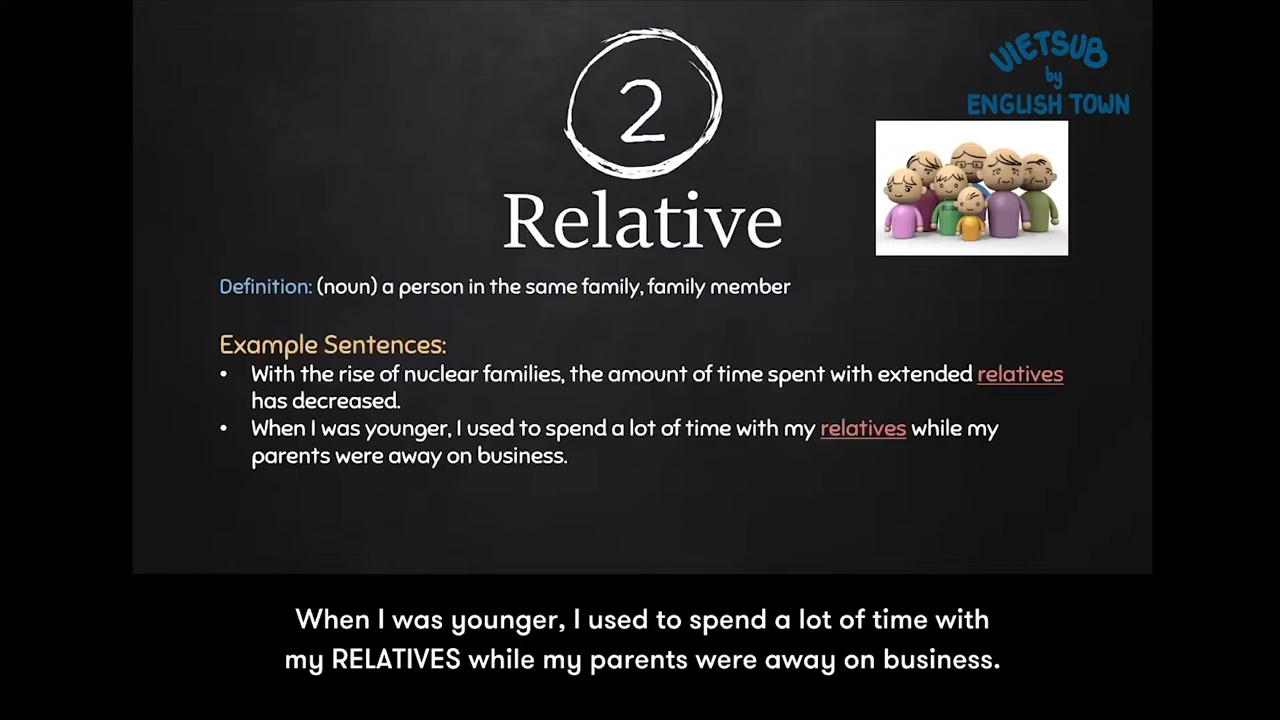 VIETSUB
by
ENGLISH TOWN
2
Relative
Definition: (noun) a person in the same family, family member
Example Sentences:
• With the rise of nuclear families, the amount of time spent with extended relatives
has decreased.
• When I was younger, I used to spend a lot of time with my relatives while my
parents were away on business.
When I was younger, I used to spend a lot of time with
my RELATIVES while my parents were away on business.